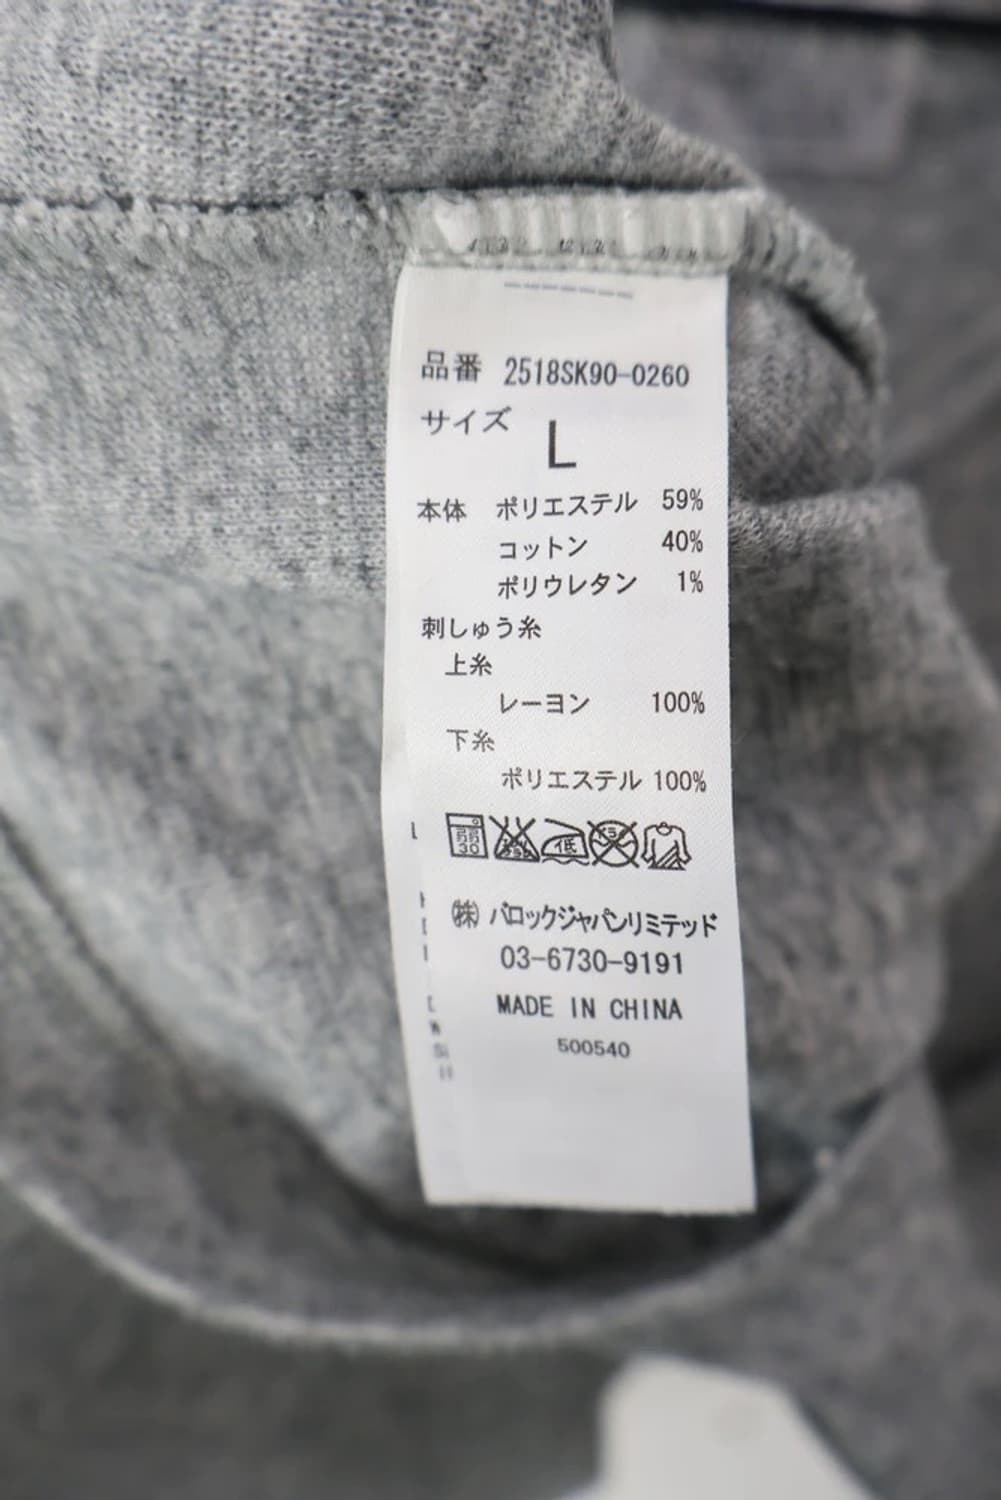 品番 2518SK90-0260
サイズ L
本体 ポリエステル 59%
コットン 40%
ポリウレタン 1%
刺しゅう糸
上糸
レーヨン 100%
下糸
ポリエステル 100%
弱 30 低
㈱ バロックジャパンリミテッド
03-6730-9191
MADE IN CHINA
500540